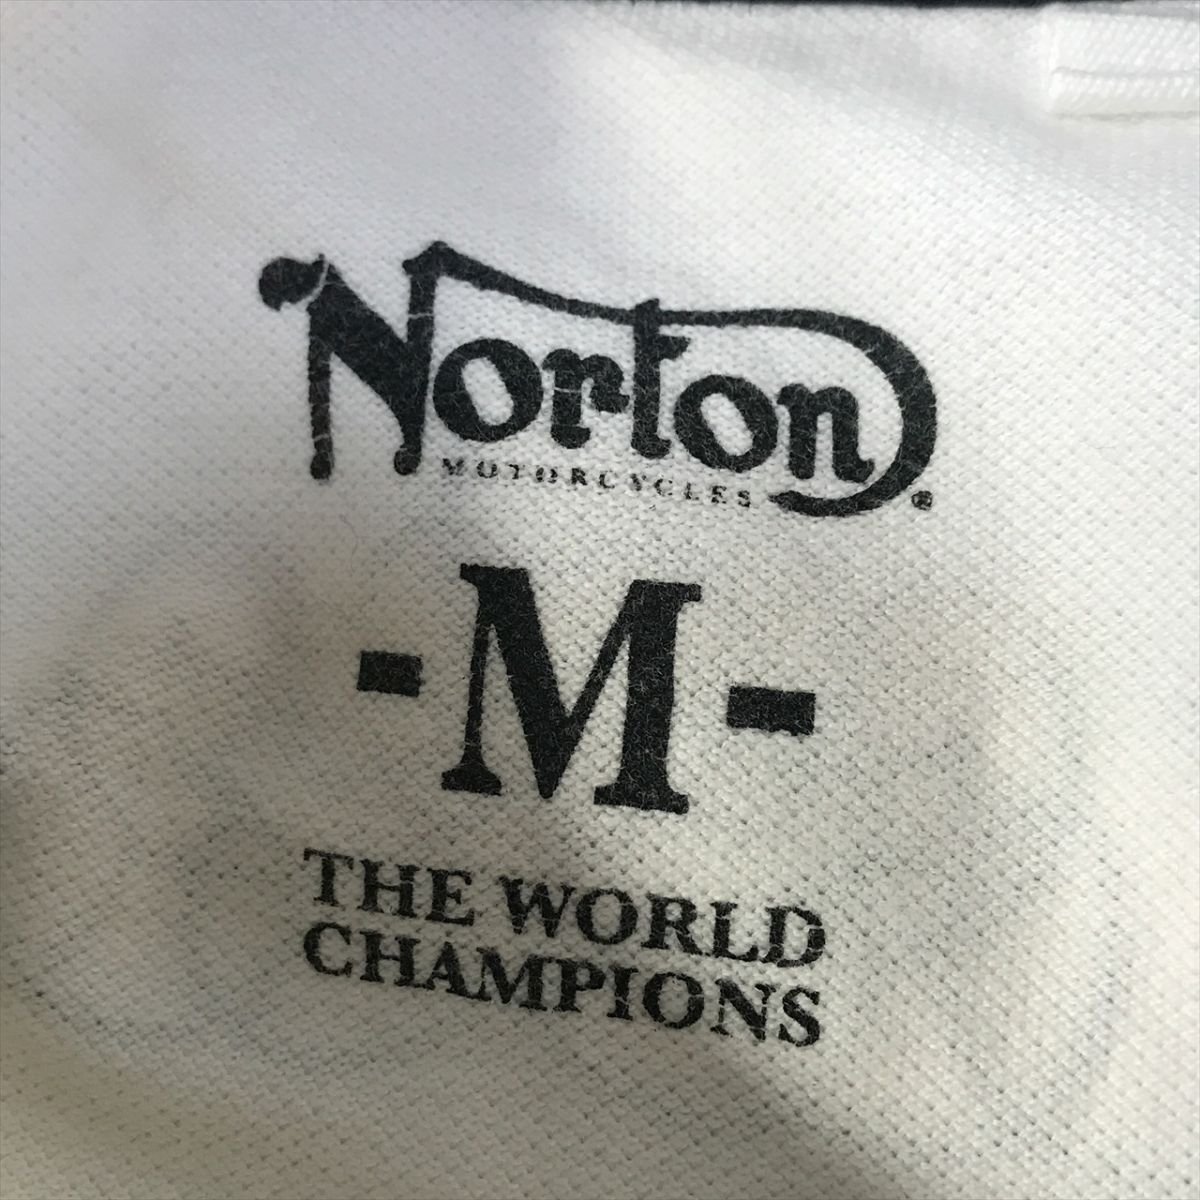 Norton®
MOTORCYCLES
-M-
THE WORLD
CHAMPIONS